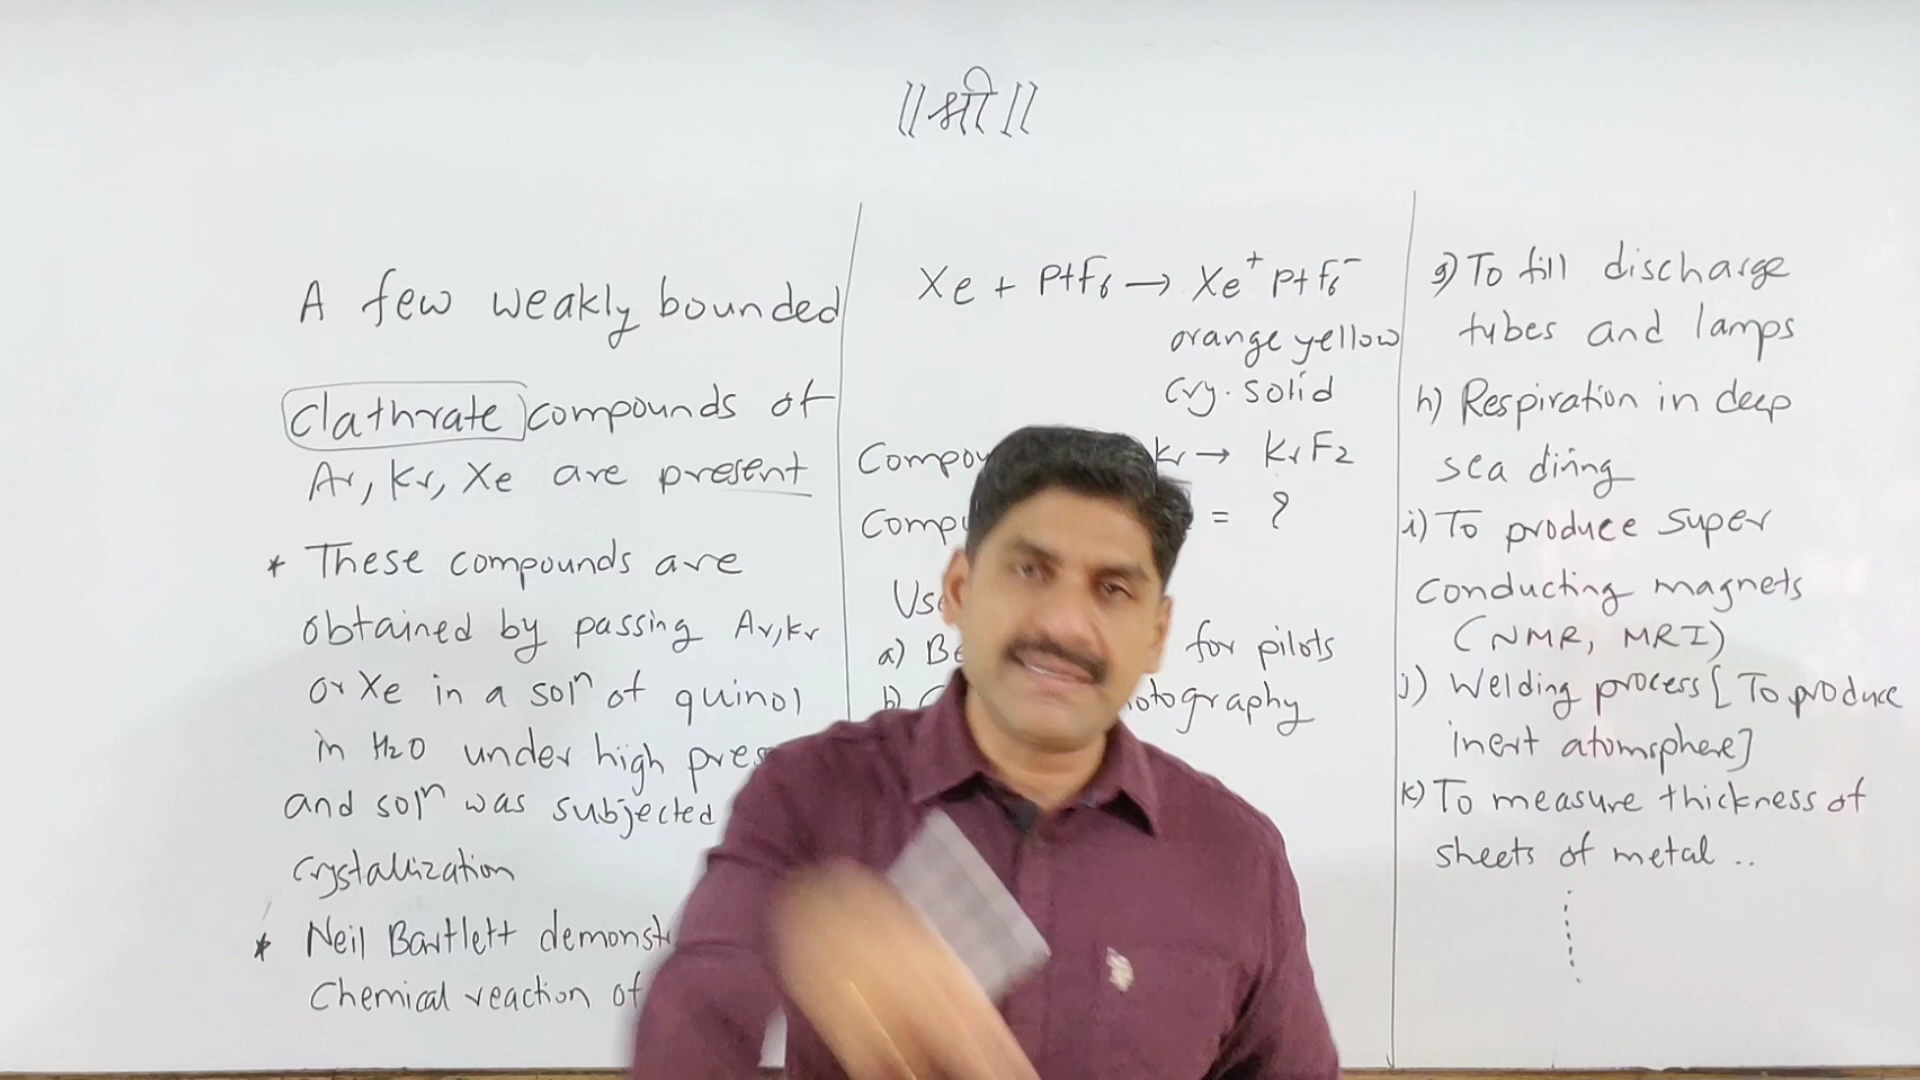 ||श्री||
A few weakly bounded
clathrate compounds of
Ar, Kr, Xe are present
* These compounds are
obtained by passing Ar, Kr
or Xe in a solⁿ of quinol
in H2O under high
and solⁿ was subjected
crystallization
* Neil Bartlett
Chemical reaction of
Xe + PtF6 → Xe⁺ PtF6⁻
orange yellow
cry. solid
Kr → KrF2
= ?
a) for pilots
b)
g) To fill discharge
tubes and lamps
h) Respiration in deep
sea diving
i) To produce super
conducting magnets
(NMR, MRI)
j) Welding process [To produce
inert atomsphere]
k) To measure thickness of
sheets of metal ..